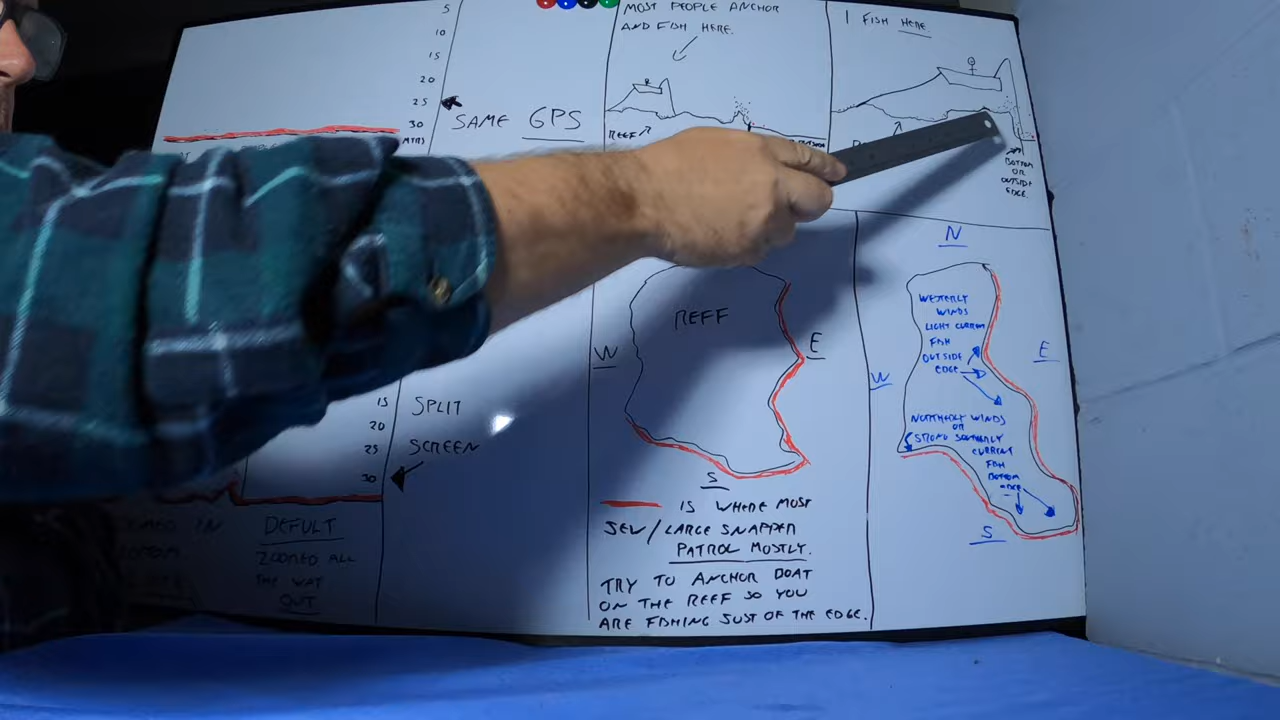 5
10
15
20
25
30
MTRS
SAME GPS
MOST PEOPLE ANCHOR
AND FISH HERE.
REEF
I FISH HERE.
BOTTOM
OR
OUTSIDE
EDGE.
15
20
25
30
SPLIT
SCREEN
DEFULT
ZOOMED ALL
THE WAY
OUT
REFF
W
E
S
IS WHERE MOST
JEW/LARGE SNAPPER
PATROL MOSTLY.
TRY TO ANCHOR BOAT
ON THE REEF SO YOU
ARE FISHING JUST OF THE EDGE.
N
WESTERLY
WINDS
LIGHT CURRENT
FISH
OUTSIDE
EDGE
W
E
NORTHERLY WINDS
OR
STRONG SOUTHERLY
CURRENT
FISH
BOTTOM
EDGE
S